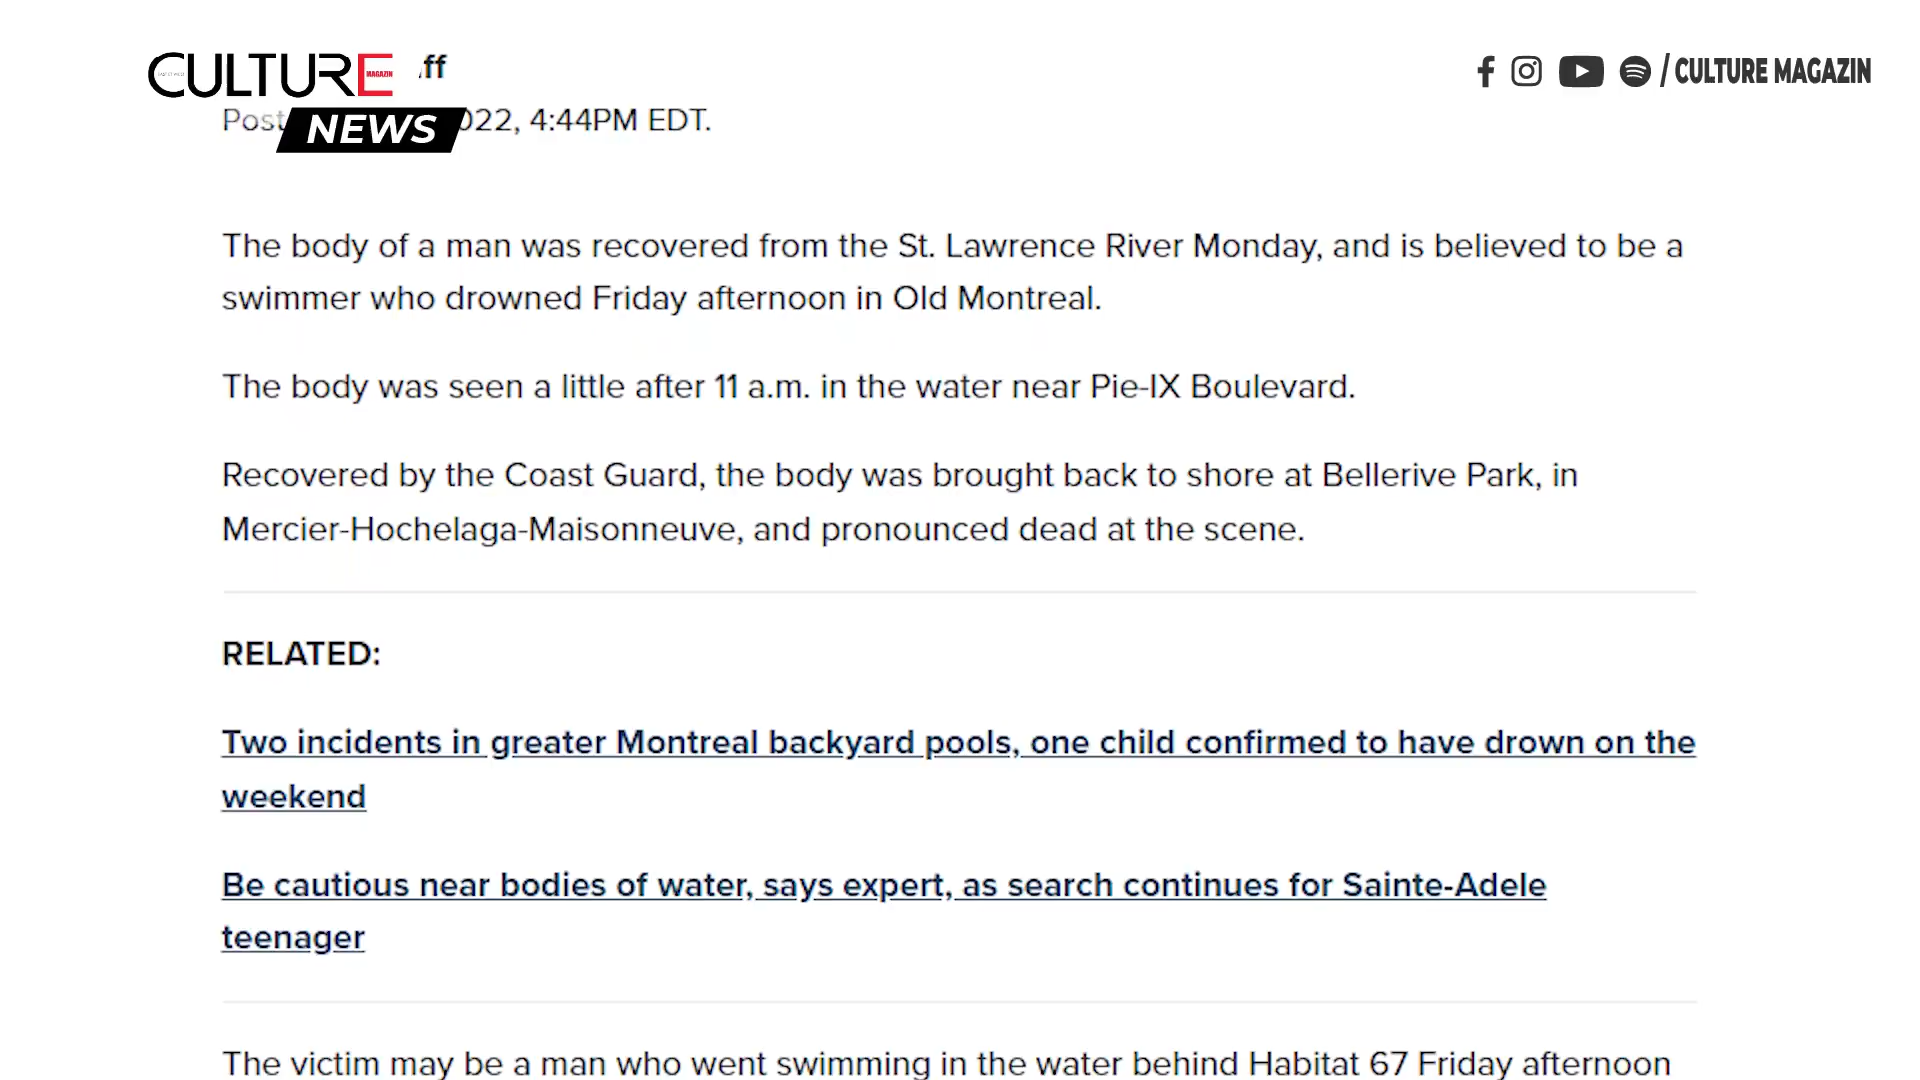 CULTURE
MAGAZIN
ff
f / CULTURE MAGAZIN
Post 022, 4:44PM EDT.
NEWS
The body of a man was recovered from the St. Lawrence River Monday, and is believed to be a
swimmer who drowned Friday afternoon in Old Montreal.
The body was seen a little after 11 a.m. in the water near Pie-IX Boulevard.
Recovered by the Coast Guard, the body was brought back to shore at Bellerive Park, in
Mercier-Hochelaga-Maisonneuve, and pronounced dead at the scene.
RELATED:
Two incidents in greater Montreal backyard pools, one child confirmed to have drown on the
weekend
Be cautious near bodies of water, says expert, as search continues for Sainte-Adele
teenager
The victim may be a man who went swimming in the water behind Habitat 67 Friday afternoon